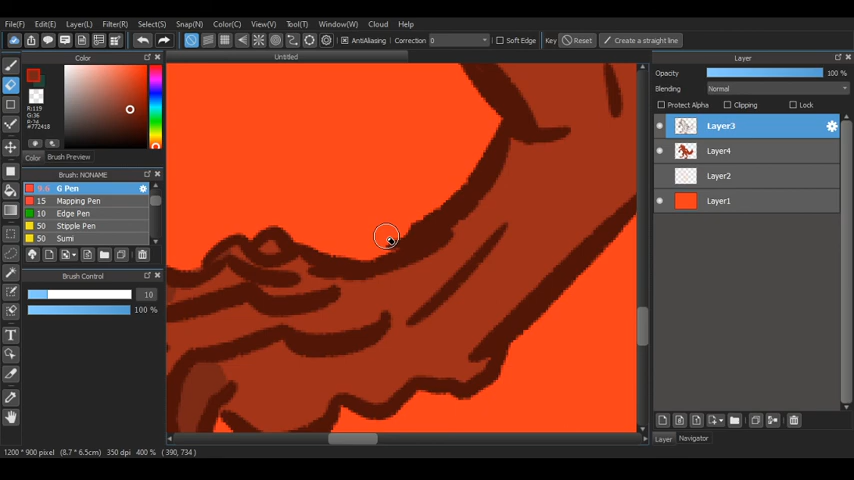 File(F) Edit(E) Layer(L) Filter(R) Select(S) Snap(N) Color(C) View(V) Tool(T) Window(W) Cloud Help
AntiAliasing Correction 0 Soft Edge Key Reset Create a straight line
Color
R:119
G:36
B:24
#772418
Color Brush Preview
Brush: NONAME
9.6 G Pen
15 Mapping Pen
10 Edge Pen
50 Stipple Pen
50 Sumi
Brush Control
10
100 %
Untitled
Layer
Opacity 100 %
Blending Normal
Protect Alpha Clipping Lock
Layer3
Layer4
Layer2
Layer1
Layer Navigator
1200 * 900 pixel (8.7 * 6.5cm) 350 dpi 400 % ( 390, 734 )